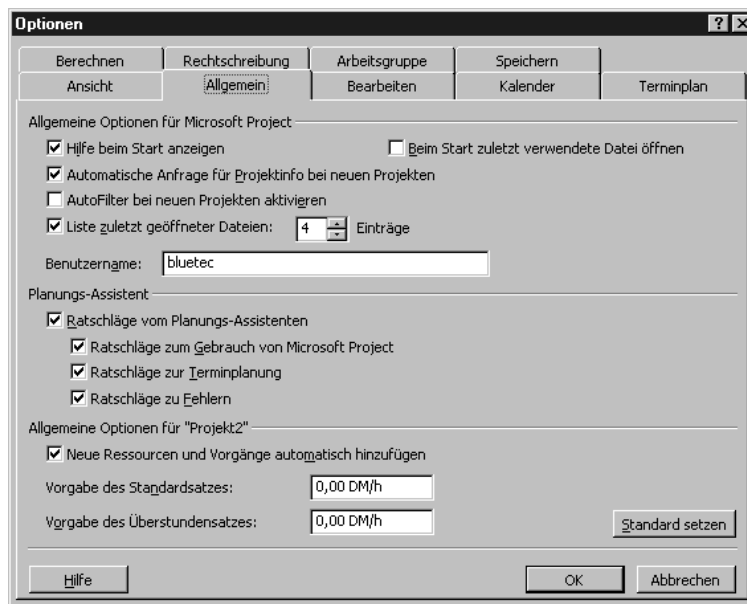 Optionen
Berechnen Rechtschreibung Arbeitsgruppe Speichern
Ansicht Allgemein Bearbeiten Kalender Terminplan
Allgemeine Optionen für Microsoft Project
Hilfe beim Start anzeigen Beim Start zuletzt verwendete Datei öffnen
Automatische Anfrage für Projektinfo bei neuen Projekten
AutoFilter bei neuen Projekten aktivieren
Liste zuletzt geöffneter Dateien: 4 Einträge
Benutzername: bluetec
Planungs-Assistent
Ratschläge vom Planungs-Assistenten
Ratschläge zum Gebrauch von Microsoft Project
Ratschläge zur Terminplanung
Ratschläge zu Fehlern
Allgemeine Optionen für "Projekt2"
Neue Ressourcen und Vorgänge automatisch hinzufügen
Vorgabe des Standardsatzes: 0,00 DM/h
Vorgabe des Überstundensatzes: 0,00 DM/h Standard setzen
Hilfe OK Abbrechen